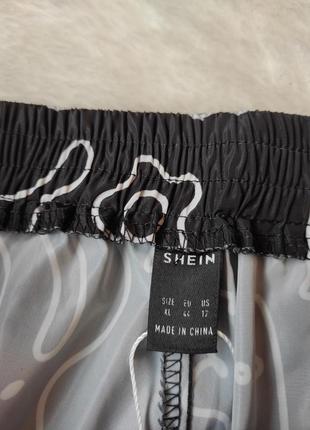 SHEIN
SIZE EU US
XL 44 12
MADE IN CHINA